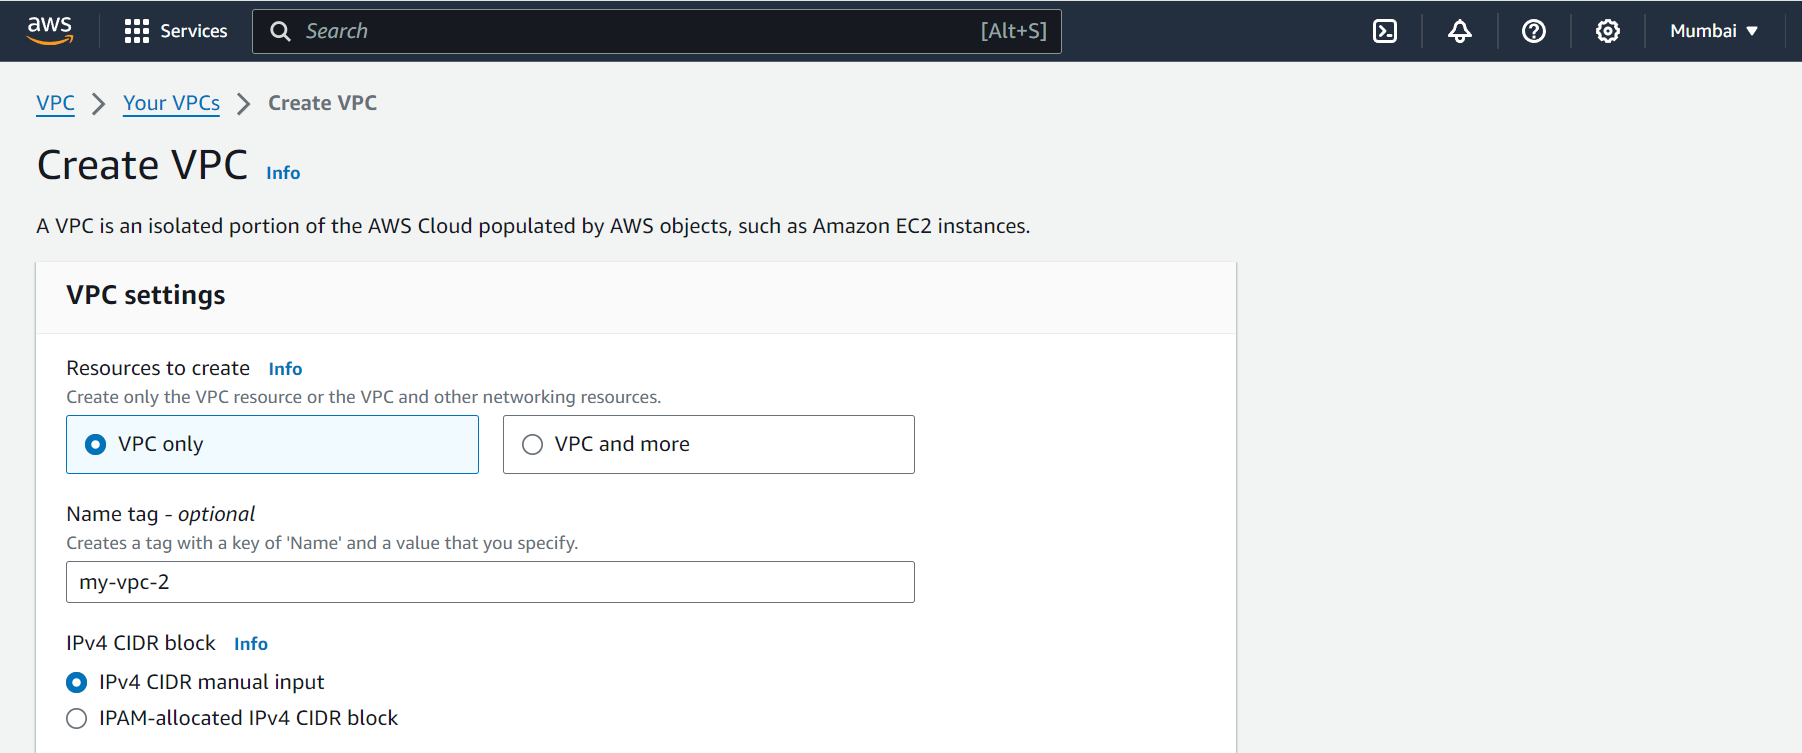 aws Services Search [Alt+S] Mumbai
VPC Your VPCs Create VPC
Create VPC Info
A VPC is an isolated portion of the AWS Cloud populated by AWS objects, such as Amazon EC2 instances.
VPC settings
Resources to create Info
Create only the VPC resource or the VPC and other networking resources.
VPC only VPC and more
Name tag - optional
Creates a tag with a key of 'Name' and a value that you specify.
my-vpc-2
IPv4 CIDR block Info
IPv4 CIDR manual input
IPAM-allocated IPv4 CIDR block